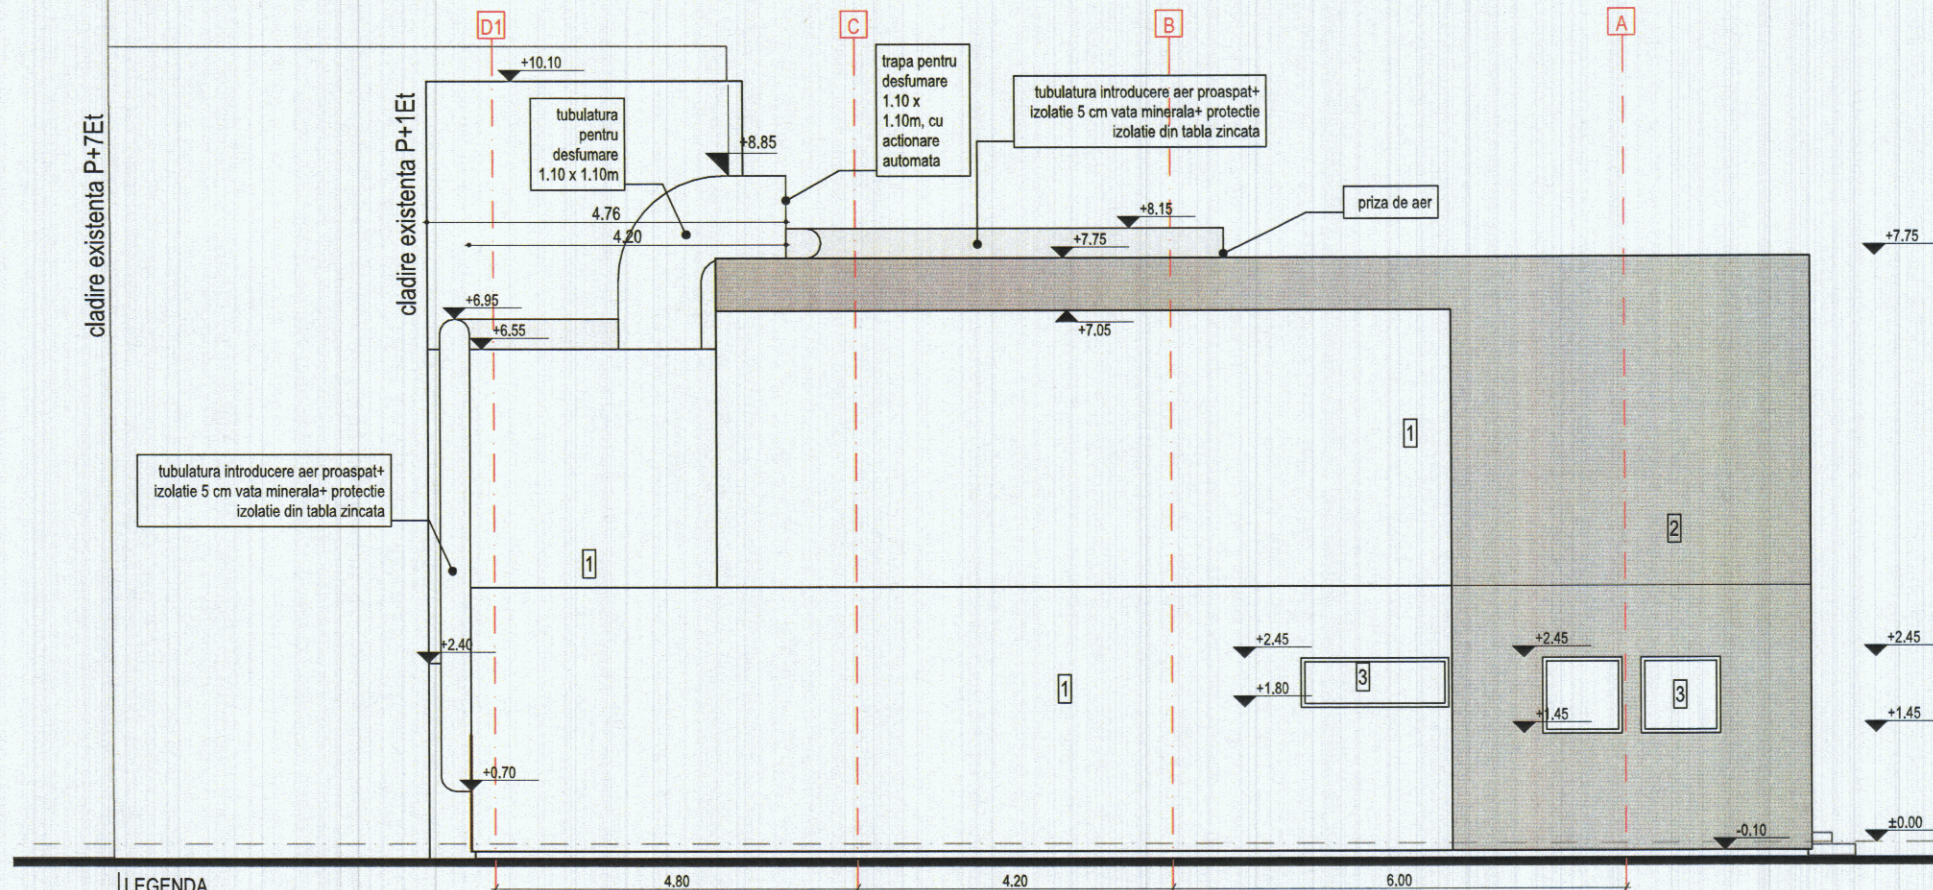 D1
C
B
A
cladire existenta P+7Et
cladire existenta P+1Et
+10.10
tubulatura
pentru
desfumare
1.10 x 1.10m
+8.85
trapa pentru
desfumare
1.10 x
1.10m, cu
actionare
automata
tubulatura introducere aer proaspat+
izolatie 5 cm vata minerala+ protectie
izolatie din tabla zincata
priza de aer
4.76
4.20
+8.15
+7.75
+7.75
+6.95
+6.55
+7.05
1
2
tubulatura introducere aer proaspat+
izolatie 5 cm vata minerala+ protectie
izolatie din tabla zincata
1
+2.40
+2.45
+2.45
+2.45
1
3
3
+1.80
+1.45
+1.45
+0.70
-0.10
±0.00
LEGENDA
4.80
4.20
6.00